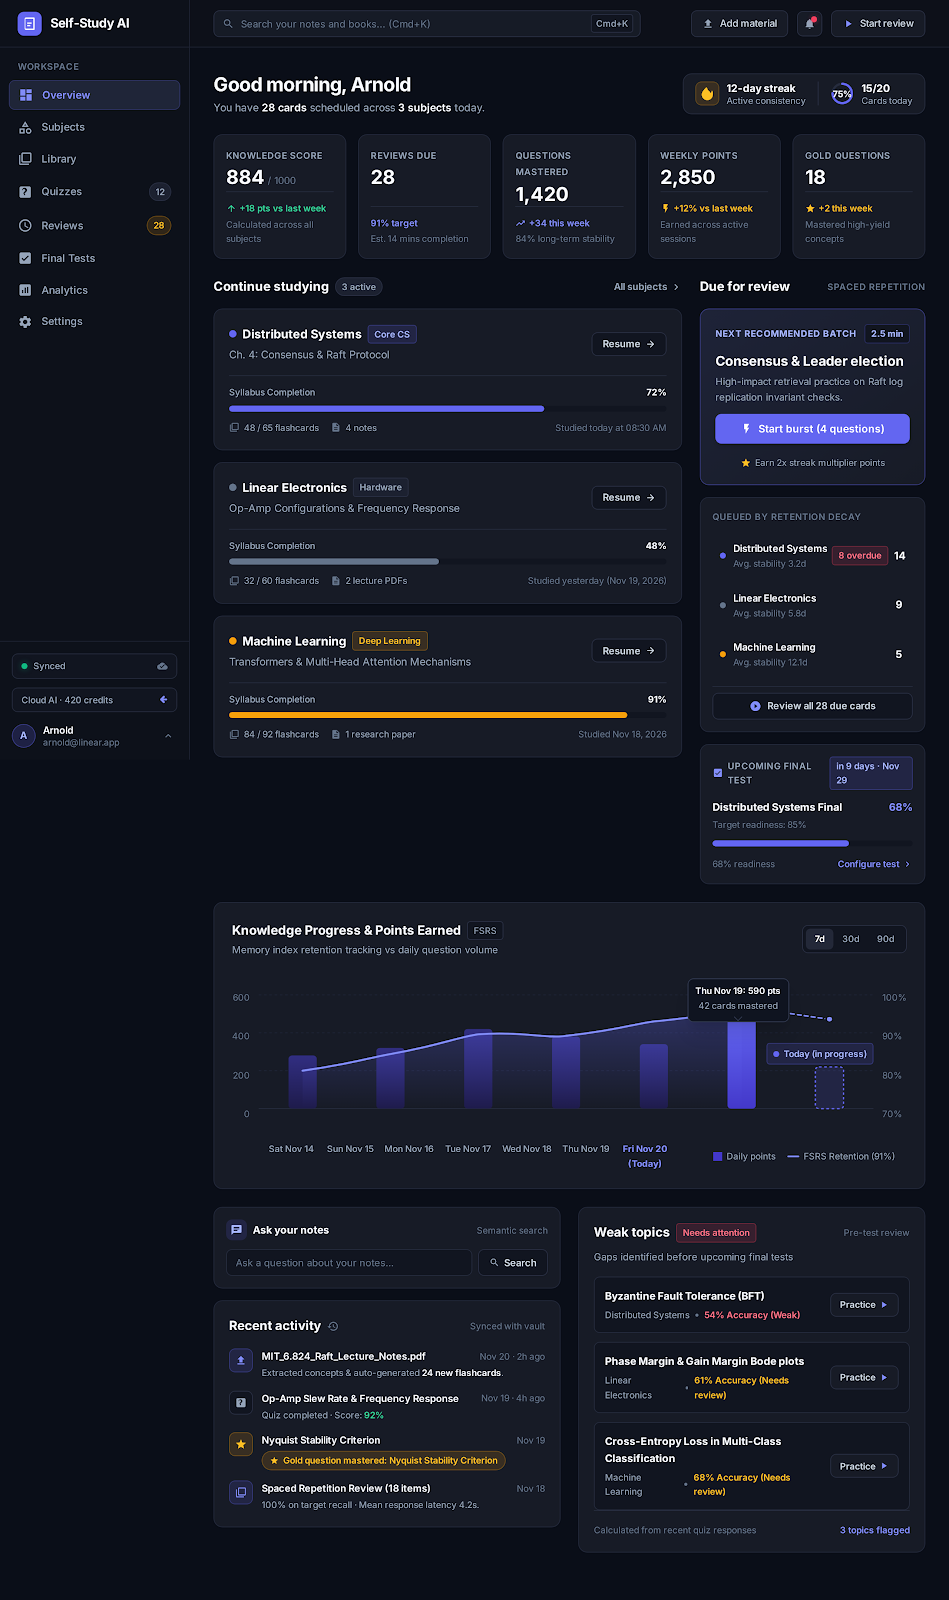 Self-Study AI
Search your notes and books... (Cmd+K)
Cmd+K
Add material
Start review
WORKSPACE
Overview
Subjects
Library
Quizzes
12
Reviews
28
Final Tests
Analytics
Settings
Synced
Cloud AI · 420 credits
A
Arnold
arnold@linear.app
Good morning, Arnold
You have 28 cards scheduled across 3 subjects today.
12-day streak
Active consistency
75%
15/20
Cards today
KNOWLEDGE SCORE
884 / 1000
+18 pts vs last week
Calculated across all
subjects
REVIEWS DUE
28
91% target
Est. 14 mins completion
QUESTIONS
MASTERED
1,420
+34 this week
84% long-term stability
WEEKLY POINTS
2,850
+12% vs last week
Earned across active
sessions
GOLD QUESTIONS
18
+2 this week
Mastered high-yield
concepts
Continue studying
3 active
All subjects
Distributed Systems
Core CS
Ch. 4: Consensus & Raft Protocol
Resume
Syllabus Completion
72%
48 / 65 flashcards
4 notes
Studied today at 08:30 AM
Linear Electronics
Hardware
Op-Amp Configurations & Frequency Response
Resume
Syllabus Completion
48%
32 / 60 flashcards
2 lecture PDFs
Studied yesterday (Nov 19, 2026)
Machine Learning
Deep Learning
Transformers & Multi-Head Attention Mechanisms
Resume
Syllabus Completion
91%
84 / 92 flashcards
1 research paper
Studied Nov 18, 2026
Due for review
SPACED REPETITION
NEXT RECOMMENDED BATCH
2.5 min
Consensus & Leader election
High-impact retrieval practice on Raft log
replication invariant checks.
Start burst (4 questions)
Earn 2x streak multiplier points
QUEUED BY RETENTION DECAY
Distributed Systems
Avg. stability 3.2d
8 overdue
14
Linear Electronics
Avg. stability 5.8d
9
Machine Learning
Avg. stability 12.1d
5
Review all 28 due cards
UPCOMING FINAL
TEST
in 9 days · Nov
29
Distributed Systems Final
68%
Target readiness: 85%
68% readiness
Configure test
Knowledge Progress & Points Earned
FSRS
Memory index retention tracking vs daily question volume
7d
30d
90d
600
400
200
0
100%
90%
80%
70%
Thu Nov 19: 590 pts
42 cards mastered
Today (in progress)
Sat Nov 14
Sun Nov 15
Mon Nov 16
Tue Nov 17
Wed Nov 18
Thu Nov 19
Fri Nov 20
(Today)
Daily points
FSRS Retention (91%)
Ask your notes
Semantic search
Ask a question about your notes...
Search
Recent activity
Synced with vault
MIT_6.824_Raft_Lecture_Notes.pdf
Nov 20 · 2h ago
Extracted concepts & auto-generated 24 new flashcards.
Op-Amp Slew Rate & Frequency Response
Nov 19 · 4h ago
Quiz completed · Score: 92%
Nyquist Stability Criterion
Nov 19
Gold question mastered: Nyquist Stability Criterion
Spaced Repetition Review (18 items)
Nov 18
100% on target recall · Mean response latency 4.2s.
Weak topics
Needs attention
Pre-test review
Gaps identified before upcoming final tests
Byzantine Fault Tolerance (BFT)
Distributed Systems • 54% Accuracy (Weak)
Practice
Phase Margin & Gain Margin Bode plots
Linear
Electronics
•
61% Accuracy (Needs
review)
Practice
Cross-Entropy Loss in Multi-Class
Classification
Machine
Learning
•
68% Accuracy (Needs
review)
Practice
Calculated from recent quiz responses
3 topics flagged